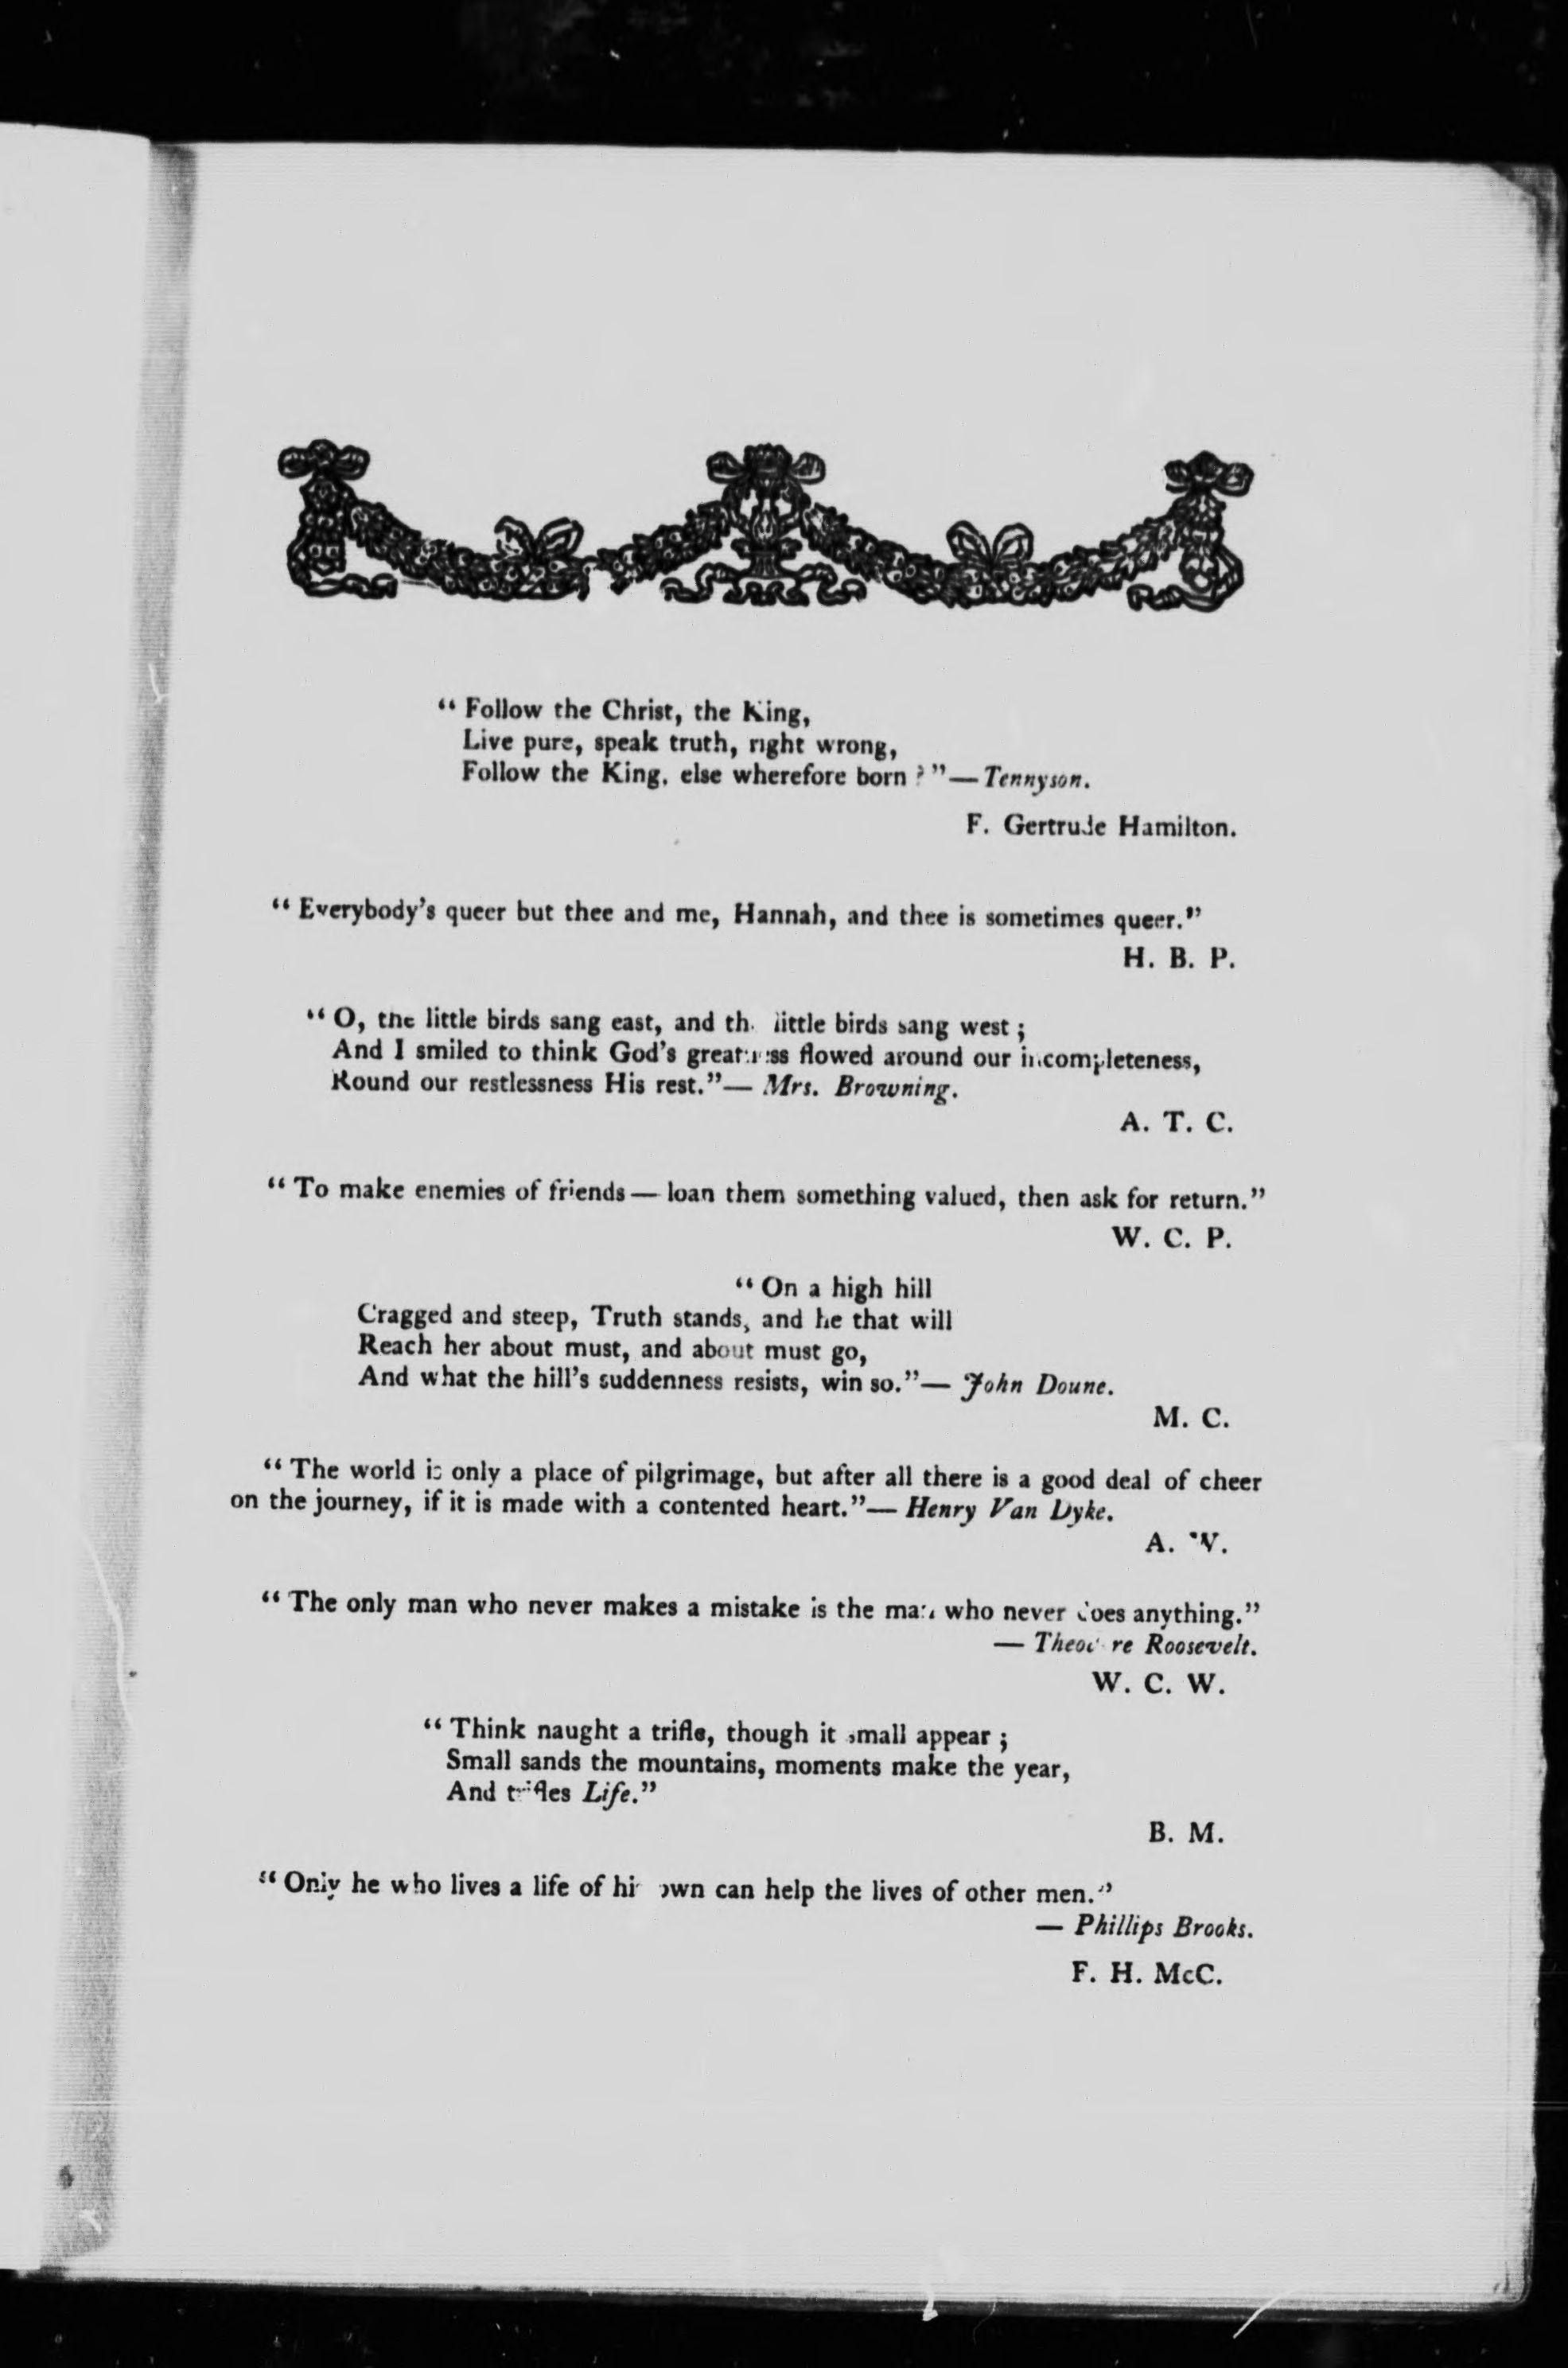 “ Follow the Christ, the King,
Live pure, speak truth, right wrong,
Follow the King, else wherefore born ? ”— Tennyson.
F. Gertrude Hamilton.
“ Everybody’s queer but thee and me, Hannah, and thee is sometimes queer.”
H. B. P.
“ O, the little birds sang east, and the little birds sang west ;
And I smiled to think God’s greatness flowed around our incompleteness,
Round our restlessness His rest.”— Mrs. Browning.
A. T. C.
“ To make enemies of friends — loan them something valued, then ask for return.”
W. C. P.
“ On a high hill
Cragged and steep, Truth stands, and he that will
Reach her about must, and about must go,
And what the hill’s suddenness resists, win so.”— John Doune.
M. C.
“ The world is only a place of pilgrimage, but after all there is a good deal of cheer
on the journey, if it is made with a contented heart.”— Henry Van Dyke.
A. W.
“ The only man who never makes a mistake is the man who never does anything.”
— Theodore Roosevelt.
W. C. W.
“ Think naught a trifle, though it small appear ;
Small sands the mountains, moments make the year,
And trifles Life.”
B. M.
“ Only he who lives a life of his own can help the lives of other men.”
— Phillips Brooks.
F. H. McC.